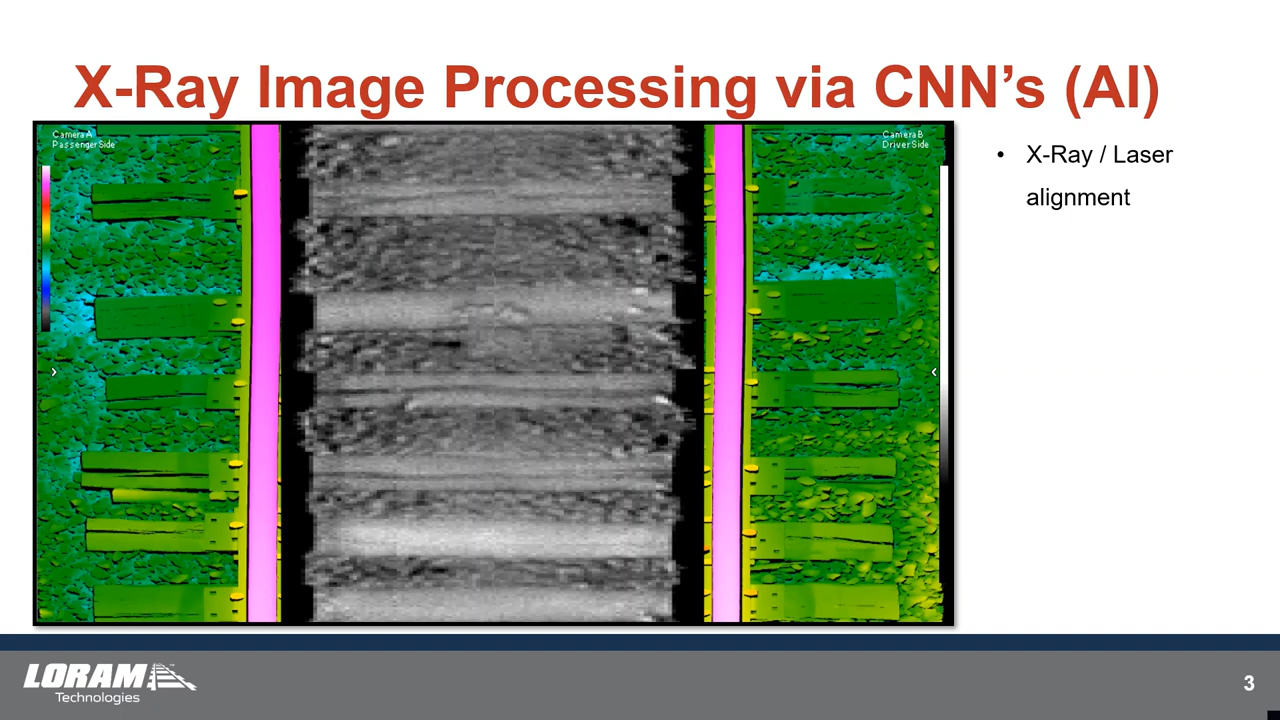 X-Ray Image Processing via CNN's (AI)
Camera A
Passenger Side
Camera B
Driver Side
• X-Ray / Laser
alignment
LORAM
Technologies
3